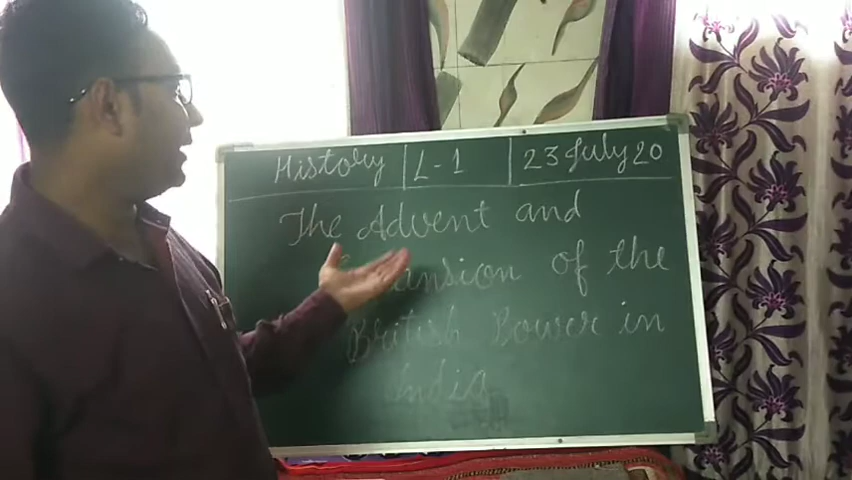 History | L-1 | 23 July 20
The Advent and
of the
British Power in
India